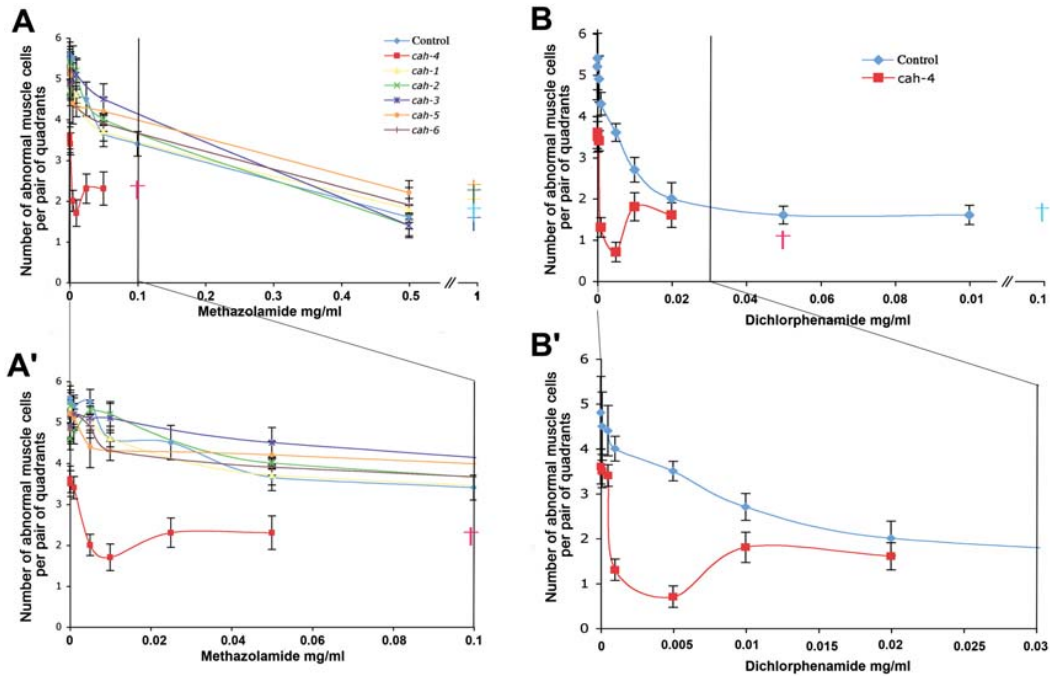 A
Number of abnormal muscle cells
per pair of quadrants
6
5
4
3
2
1
0
0 0.1 0.2 0.3 0.4 0.5 // 1
Methazolamide mg/ml
Control
cah-4
cah-1
cah-2
cah-3
cah-5
cah-6
†
†
B
Number of abnormal muscle cells
per pair of quadrants
6
5
4
3
2
1
0
0 0.02 0.04 0.06 0.08 0.01 // 0.1
Dichlorphenamide mg/ml
Control
cah-4
†
†
A'
Number of abnormal muscle cells
per pair of quadrants
6
5
4
3
2
1
0
0 0.02 0.04 0.06 0.08 0.1
Methazolamide mg/ml
†
B'
Number of abnormal muscle cells
per pair of quadrants
6
5
4
3
2
1
0
0 0.005 0.01 0.015 0.02 0.025 0.03
Dichlorphenamide mg/ml